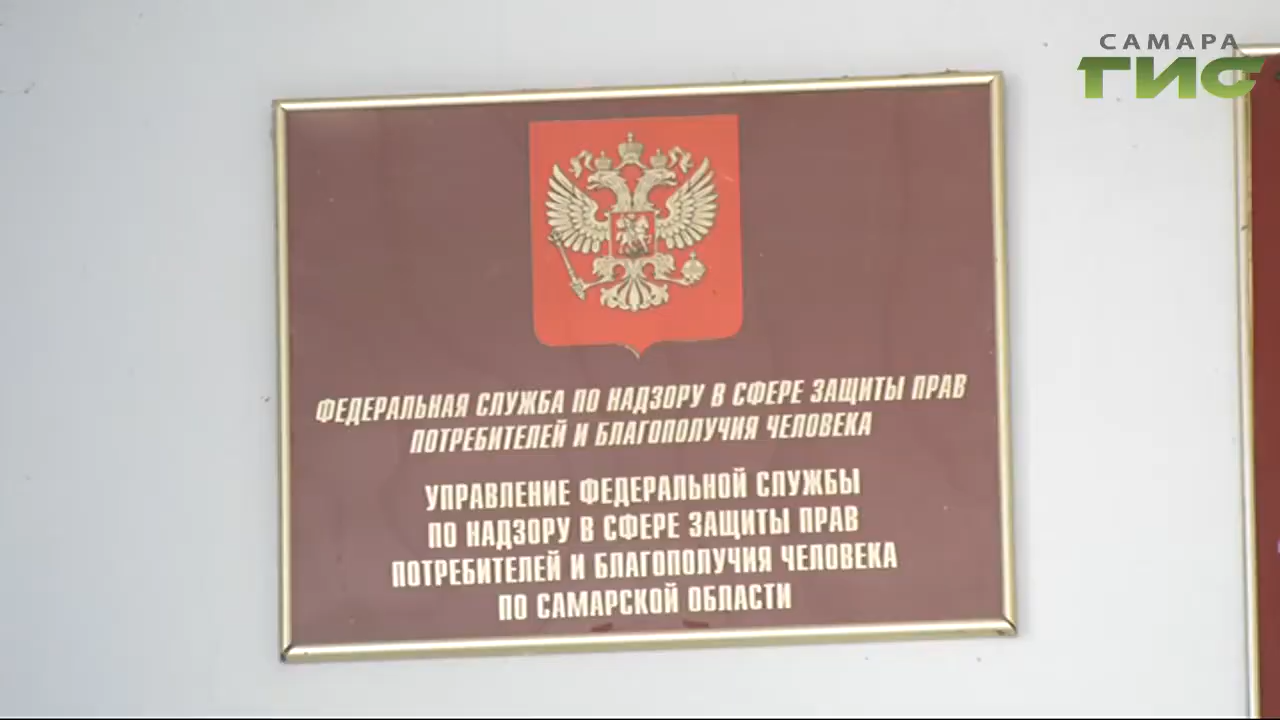 САМАРА
ГИС
ФЕДЕРАЛЬНАЯ СЛУЖБА ПО НАДЗОРУ В СФЕРЕ ЗАЩИТЫ ПРАВ
ПОТРЕБИТЕЛЕЙ И БЛАГОПОЛУЧИЯ ЧЕЛОВЕКА
УПРАВЛЕНИЕ ФЕДЕРАЛЬНОЙ СЛУЖБЫ
ПО НАДЗОРУ В СФЕРЕ ЗАЩИТЫ ПРАВ
ПОТРЕБИТЕЛЕЙ И БЛАГОПОЛУЧИЯ ЧЕЛОВЕКА
ПО САМАРСКОЙ ОБЛАСТИ